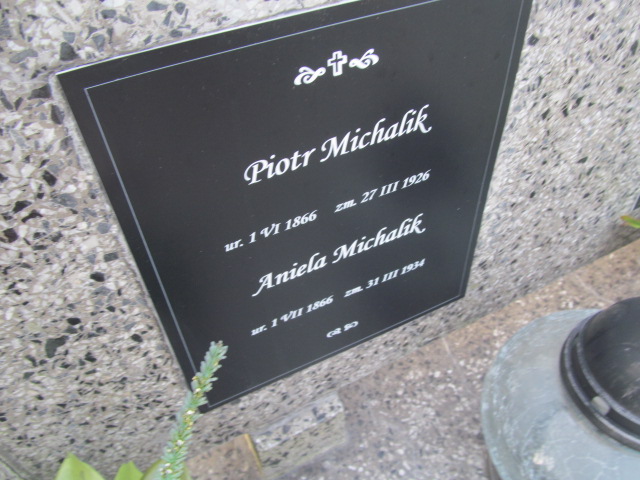 Piotr Michalik
ur. 1 VI 1866 zm. 27 III 1926
Aniela Michalik
ur. 1 VII 1866 zm. 31 III 1934